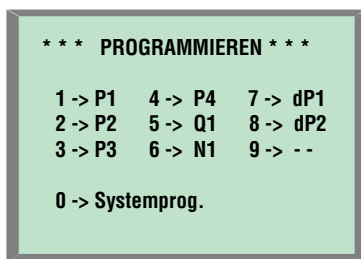 * * * PROGRAMMIEREN * * *
1 -> P1 4 -> P4 7 -> dP1
2 -> P2 5 -> Q1 8 -> dP2
3 -> P3 6 -> N1 9 -> - -
0 -> Systemprog.